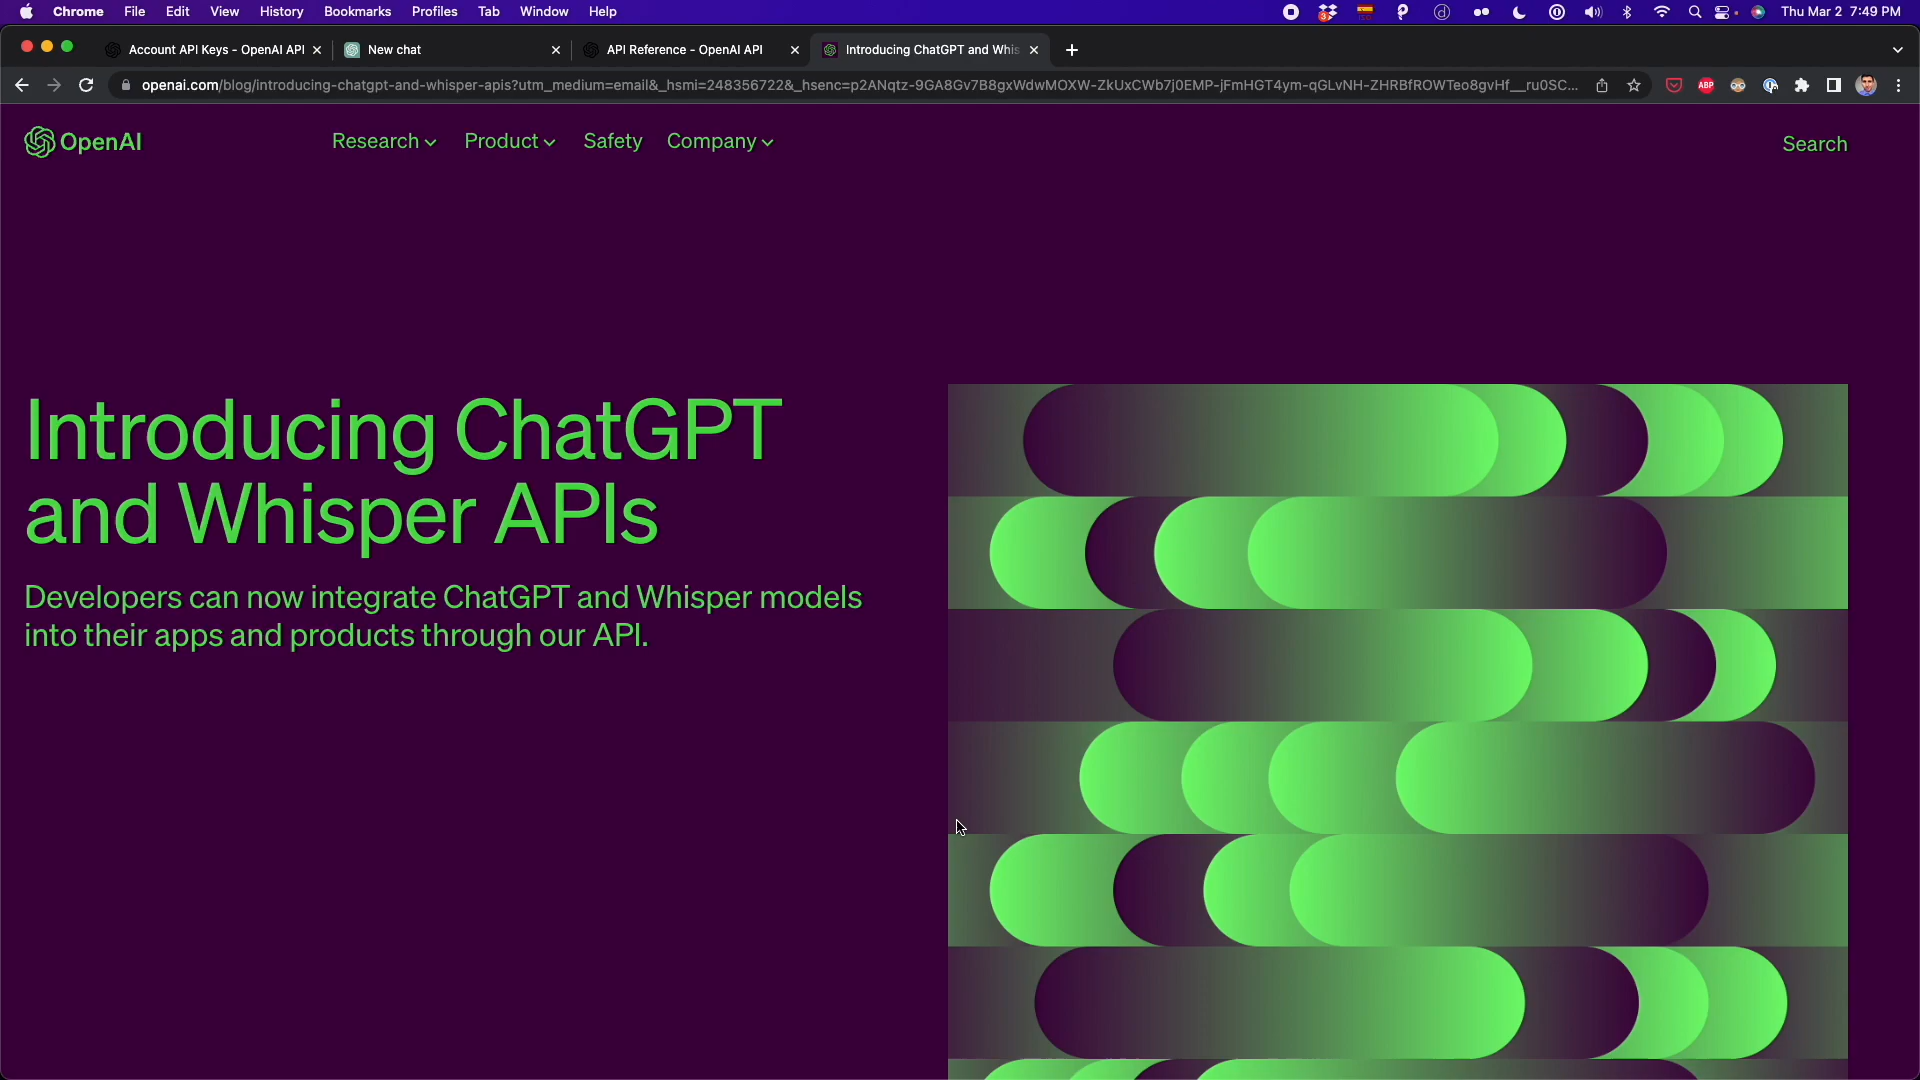 Chrome File Edit View History Bookmarks Profiles Tab Window Help Thu Mar 2 7:49 PM
Account API Keys - OpenAI API New chat API Reference - OpenAI API Introducing ChatGPT and Whis
openai.com/blog/introducing-chatgpt-and-whisper-apis?utm_medium=email&_hsmi=248356722&_hsenc=p2ANqtz-9GA8Gv7B8gxWdwMOXW-ZkUxCWb7j0EMP-jFmHGT4ym-qGLvNH-ZHRBfROWTeo8gvHf__ru0SC... ABP
OpenAI Research Product Safety Company Search
Introducing ChatGPT
and Whisper APIs
Developers can now integrate ChatGPT and Whisper models
into their apps and products through our API.